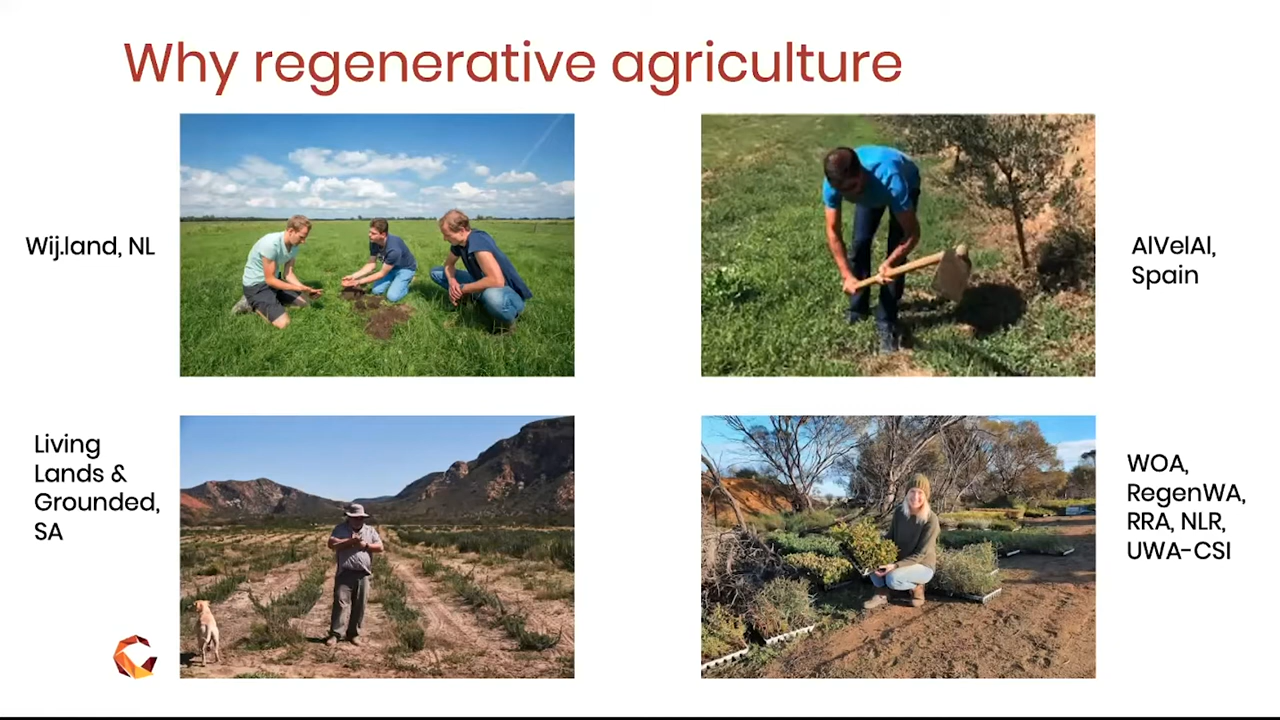 Why regenerative agriculture
Wij.land, NL
AlVelAl,
Spain
Living
Lands &
Grounded,
SA
WOA,
RegenWA,
RRA, NLR,
UWA-CSI